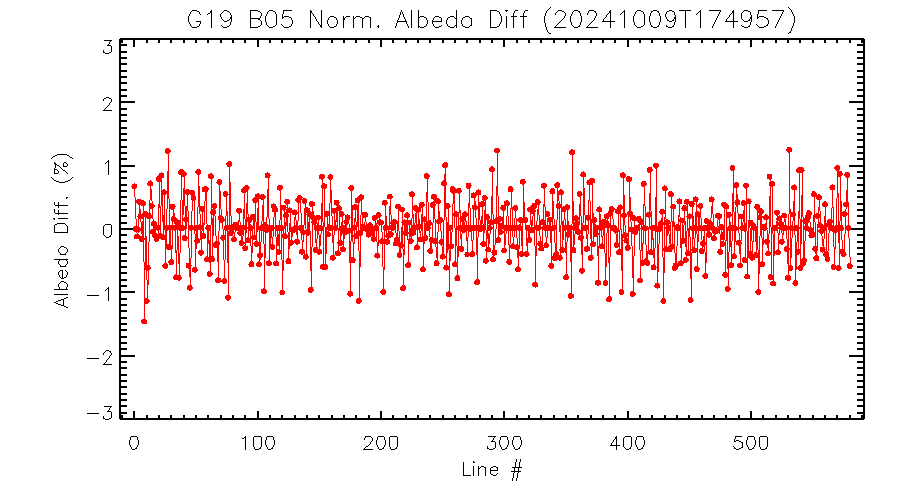 G19 B05 Norm. Albedo Diff (20241009T174957)
3
2
1
0
-1
-2
-3
Albedo Diff. (%)
0 100 200 300 400 500
Line #